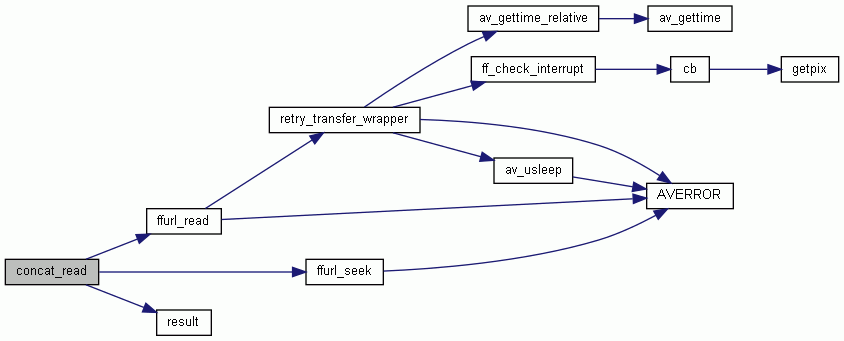 av_gettime_relative
av_gettime
ff_check_interrupt
cb
getpix
retry_transfer_wrapper
av_usleep
AVERROR
ffurl_read
concat_read
ffurl_seek
result